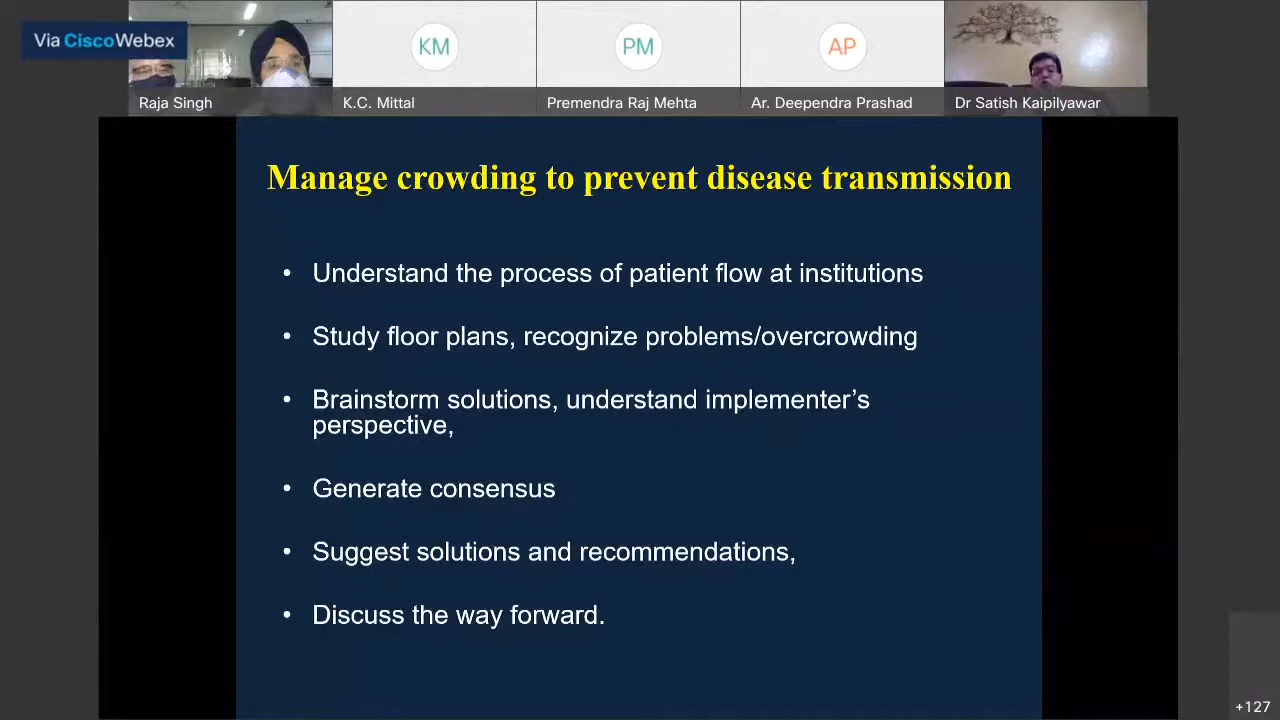 Via CiscoWebex
KM
PM
AP
Raja Singh
K.C. Mittal
Premendra Raj Mehta
Ar. Deependra Prashad
Dr Satish Kaipilyawar
Manage crowding to prevent disease transmission
• Understand the process of patient flow at institutions
• Study floor plans, recognize problems/overcrowding
• Brainstorm solutions, understand implementer’s
perspective,
• Generate consensus
• Suggest solutions and recommendations,
• Discuss the way forward.
+127